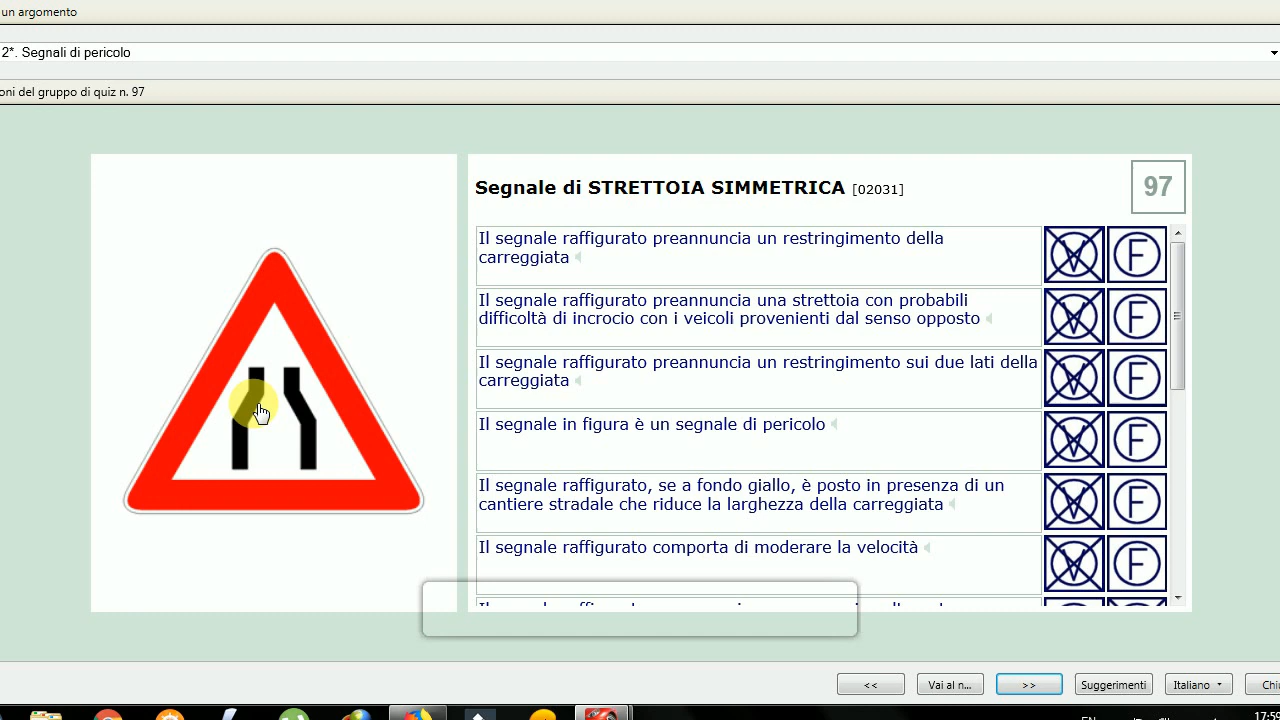 un argomento
2*. Segnali di pericolo
oni del gruppo di quiz n. 97
Segnale di STRETTOIA SIMMETRICA [02031]
97
Il segnale raffigurato preannuncia un restringimento della
carreggiata
V F
Il segnale raffigurato preannuncia una strettoia con probabili
difficoltà di incrocio con i veicoli provenienti dal senso opposto
V F
Il segnale raffigurato preannuncia un restringimento sui due lati della
carreggiata
V F
Il segnale in figura è un segnale di pericolo
V F
Il segnale raffigurato, se a fondo giallo, è posto in presenza di un
cantiere stradale che riduce la larghezza della carreggiata
V F
Il segnale raffigurato comporta di moderare la velocità
V F
<< Vai al n... >> Suggerimenti Italiano Chi
EN 17:59